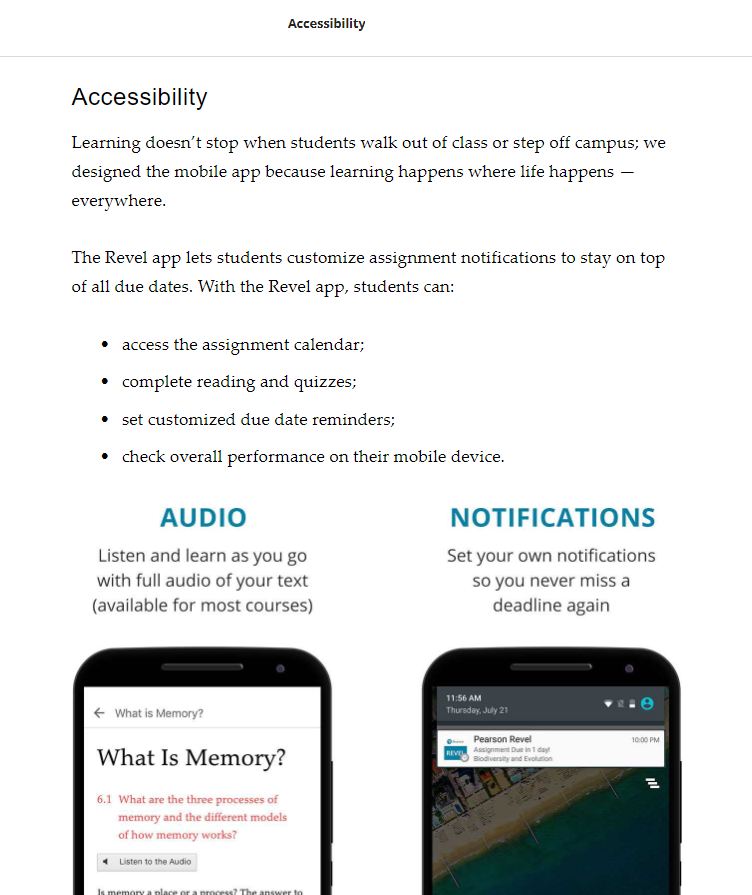 Accessibility
Accessibility
Learning doesn’t stop when students walk out of class or step off campus; we
designed the mobile app because learning happens where life happens —
everywhere.
The Revel app lets students customize assignment notifications to stay on top
of all due dates. With the Revel app, students can:
• access the assignment calendar;
• complete reading and quizzes;
• set customized due date reminders;
• check overall performance on their mobile device.
AUDIO
Listen and learn as you go
with full audio of your text
(available for most courses)
What is Memory?
What Is Memory?
6.1 What are the three processes of
memory and the different models
of how memory works?
Listen to the Audio
Is memory a place or a process? The answer to
NOTIFICATIONS
Set your own notifications
so you never miss a
deadline again
11:56 AM
Thursday, July 21
Pearson Revel
10:00 PM
REVEL
Assignment Due in 1 day!
Biodiversity and Evolution